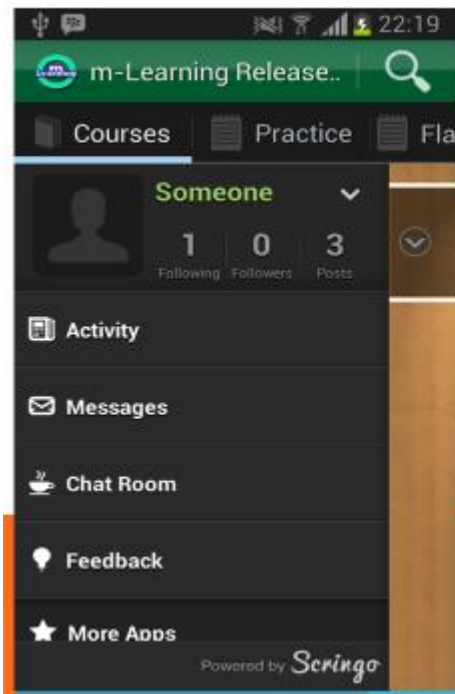 22:19
m-Learning Release..
Courses Practice Fla
Someone
1 0 3
Following Followers Posts
Activity
Messages
Chat Room
Feedback
More Apps
Powered by Scringo